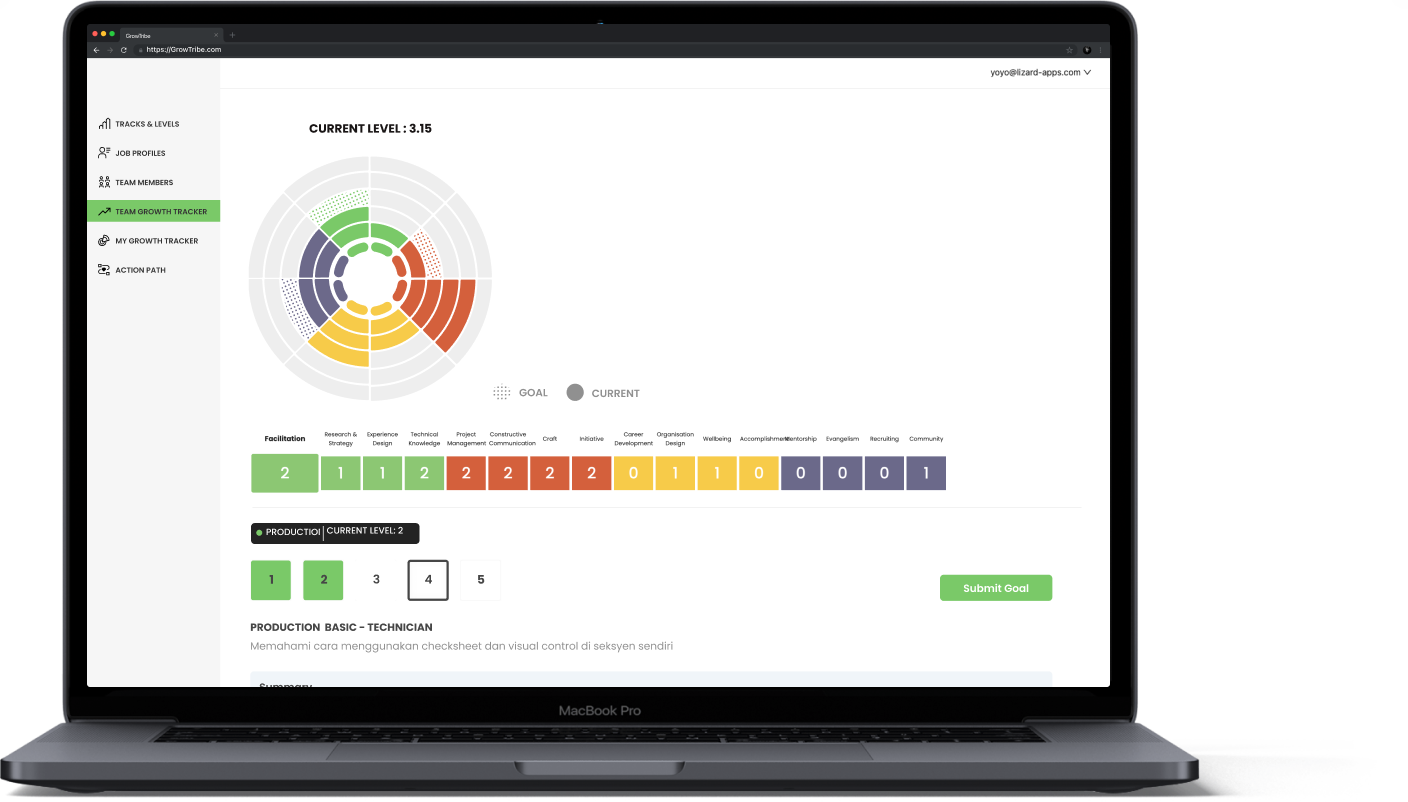 GrowTribe
https://GrowTribe.com
yoyo@lizard-apps.com
TRACKS & LEVELS
JOB PROFILES
TEAM MEMBERS
TEAM GROWTH TRACKER
MY GROWTH TRACKER
ACTION PATH
CURRENT LEVEL : 3.15
GOAL
CURRENT
Facilitation
Research &
Strategy
Experience
Design
Technical
Knowledge
Project
Management
Constructive
Communication
Craft
Initiative
Career
Development
Organisation
Design
Wellbeing
Accomplishment
Mentorship
Evangelism
Recruiting
Community
2 1 1 2 2 2 2 2 0 1 1 0 0 0 0 1
PRODUCTIOI CURRENT LEVEL: 2
1 2 3 4 5
Submit Goal
PRODUCTION BASIC - TECHNICIAN
Memahami cara menggunakan checksheet dan visual control di seksyen sendiri
Summary
MacBook Pro